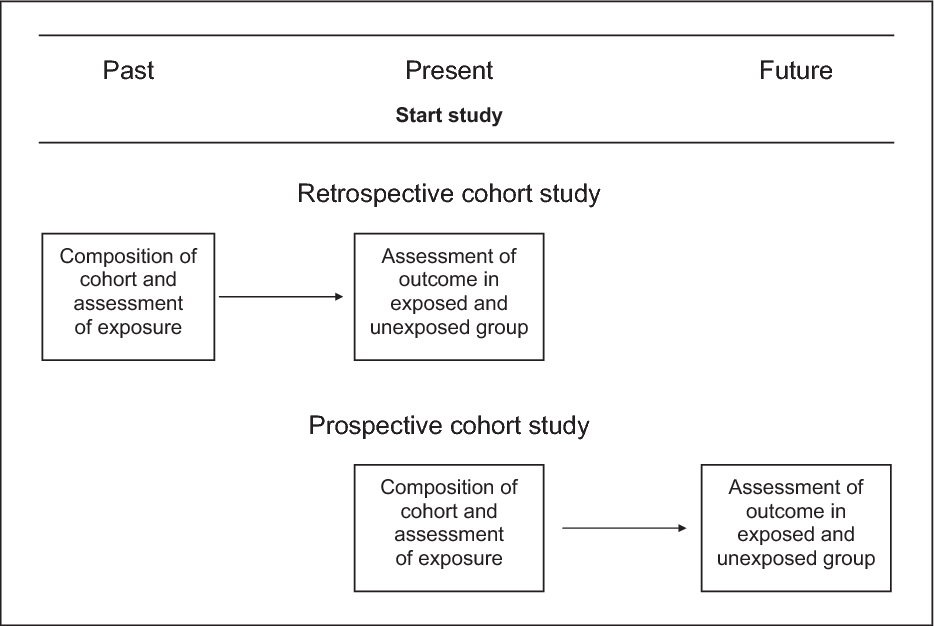 Past Present Future
Start study
Retrospective cohort study
Composition of
cohort and
assessment
of exposure
Assessment of
outcome in
exposed and
unexposed group
Prospective cohort study
Composition of
cohort and
assessment
of exposure
Assessment of
outcome in
exposed and
unexposed group